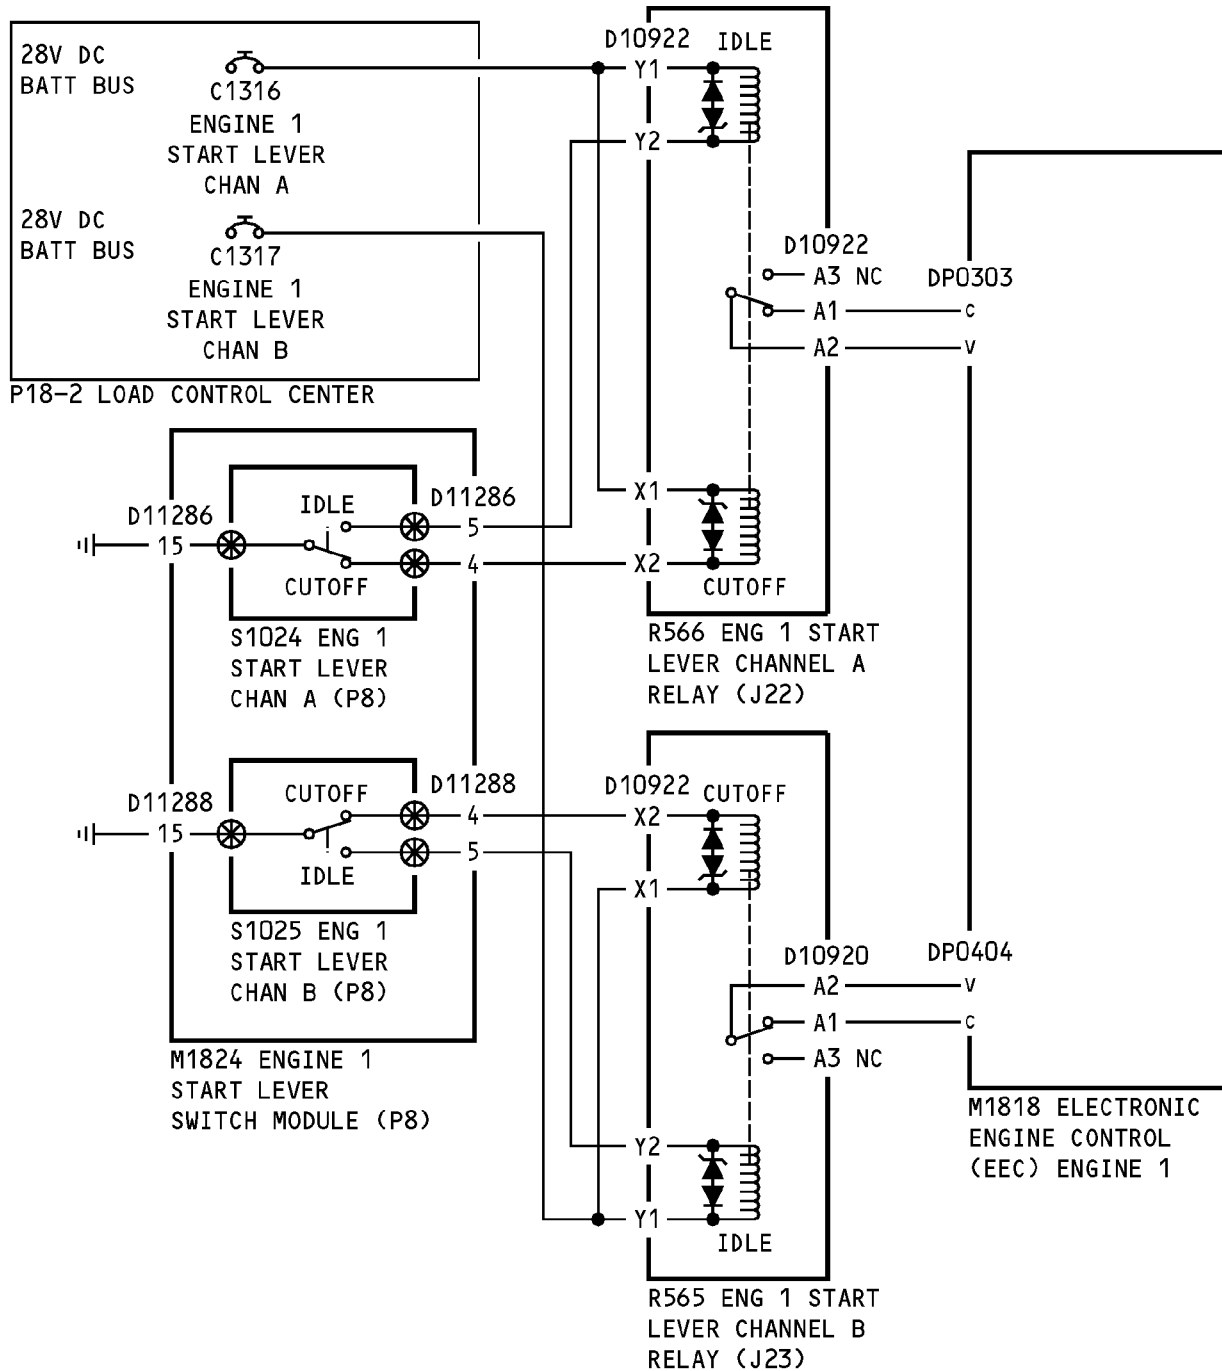 28V DC
BATT BUS
C1316
ENGINE 1
START LEVER
CHAN A
28V DC
BATT BUS
C1317
ENGINE 1
START LEVER
CHAN B
P18-2 LOAD CONTROL CENTER
D10922
IDLE
Y1
Y2
D10922
A3 NC
A1
A2
DP0303
C
V
X1
X2
CUTOFF
R566 ENG 1 START
LEVER CHANNEL A
RELAY (J22)
D11286
15
IDLE
CUTOFF
D11286
5
4
S1024 ENG 1
START LEVER
CHAN A (P8)
D11288
15
CUTOFF
IDLE
D11288
4
5
S1025 ENG 1
START LEVER
CHAN B (P8)
M1824 ENGINE 1
START LEVER
SWITCH MODULE (P8)
D10922
CUTOFF
X2
X1
D10920
A2
A1
A3 NC
DP0404
V
C
Y2
Y1
IDLE
R565 ENG 1 START
LEVER CHANNEL B
RELAY (J23)
M1818 ELECTRONIC
ENGINE CONTROL
(EEC) ENGINE 1